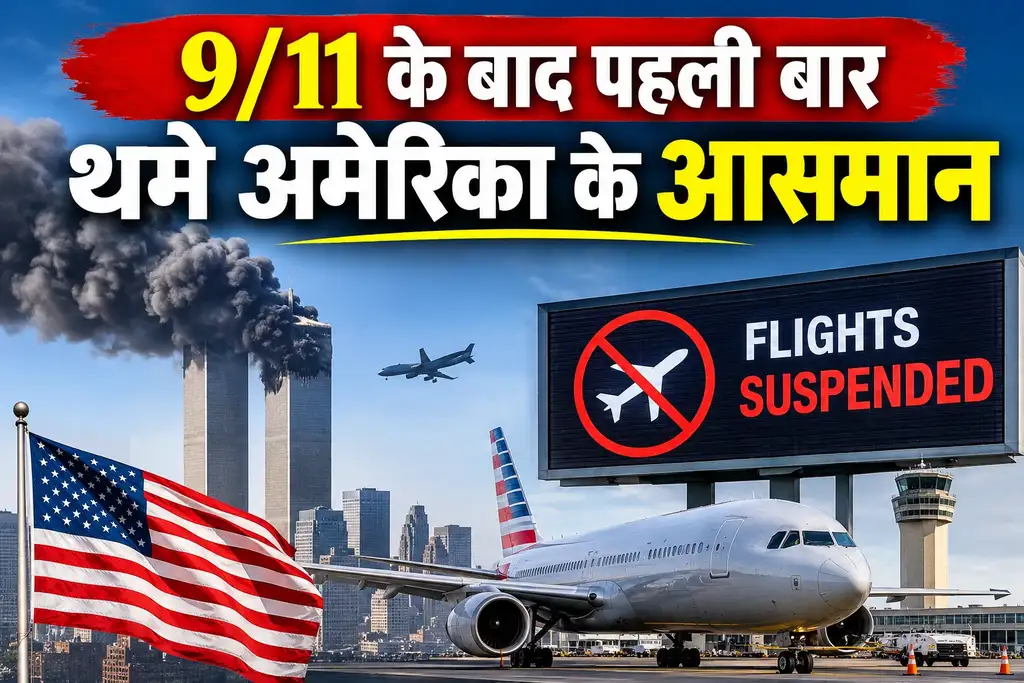 9/11 के बाद पहली बार
थमे अमेरिका के आसमान
FLIGHTS
SUSPENDED